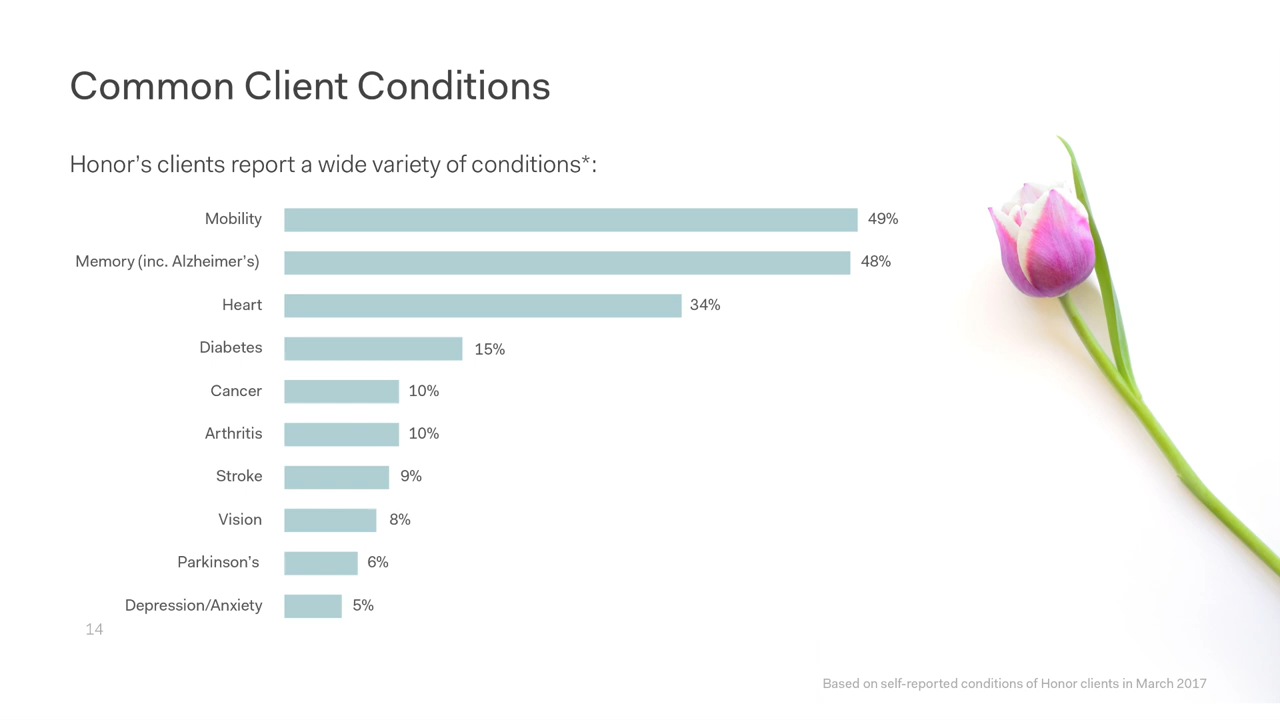 Common Client Conditions
Honor's clients report a wide variety of conditions*:
Mobility 49%
Memory (inc. Alzheimer's) 48%
Heart 34%
Diabetes 15%
Cancer 10%
Arthritis 10%
Stroke 9%
Vision 8%
Parkinson's 6%
Depression/Anxiety 5%
14
Based on self-reported conditions of Honor clients in March 2017